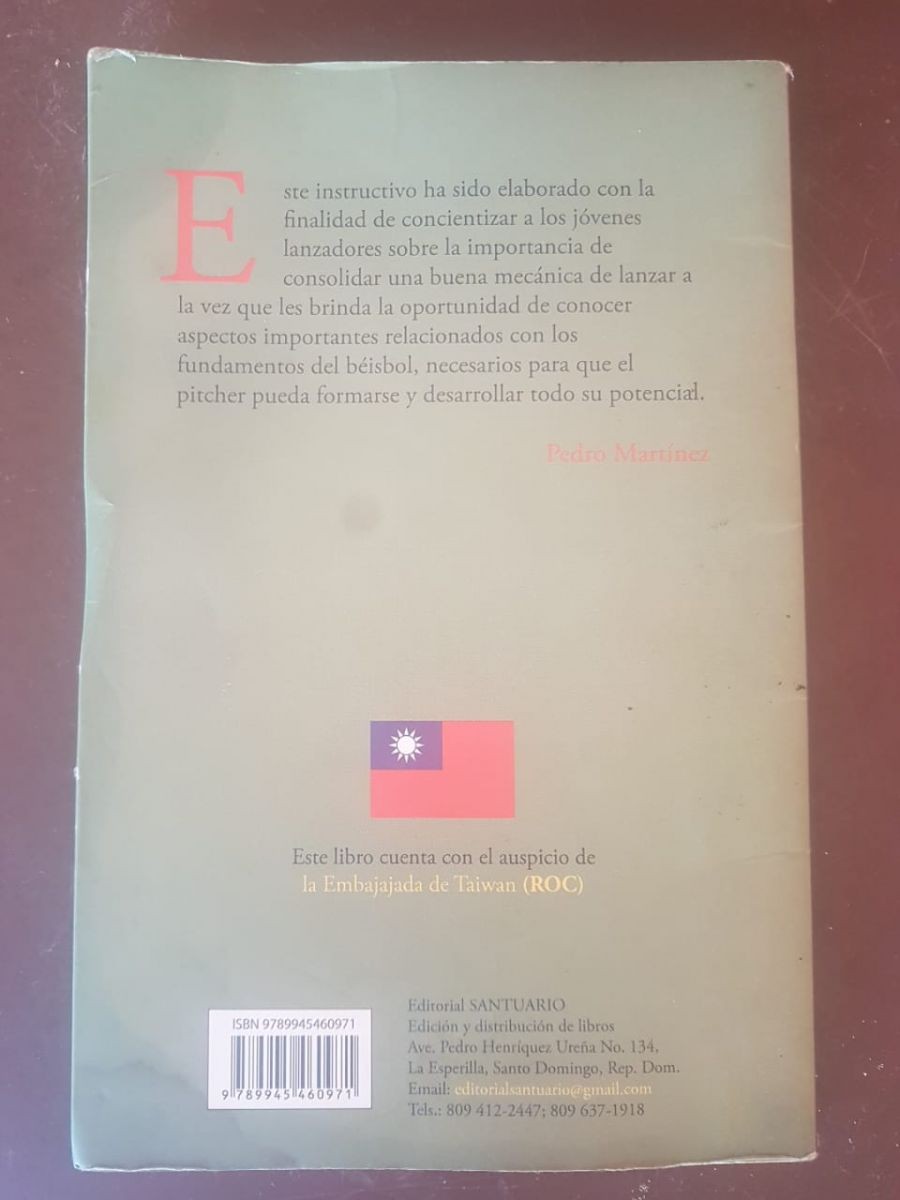 Este instructivo ha sido elaborado con la
finalidad de concientizar a los jóvenes
lanzadores sobre la importancia de
consolidar una buena mecánica de lanzar a
la vez que les brinda la oportunidad de conocer
aspectos importantes relacionados con los
fundamentos del béisbol, necesarios para que el
pitcher pueda formarse y desarrollar todo su potencial.
Pedro Martínez
Este libro cuenta con el auspicio de
la Embajajada de Taiwan (ROC)
ISBN 9789945460971
9 789945 460971
Editorial SANTUARIO
Edición y distribución de libros
Ave. Pedro Henríquez Ureña No. 134.
La Esperilla, Santo Domingo, Rep. Dom.
Email: editorialsantuario@gmail.com
Tels.: 809 412-2447; 809 637-1918